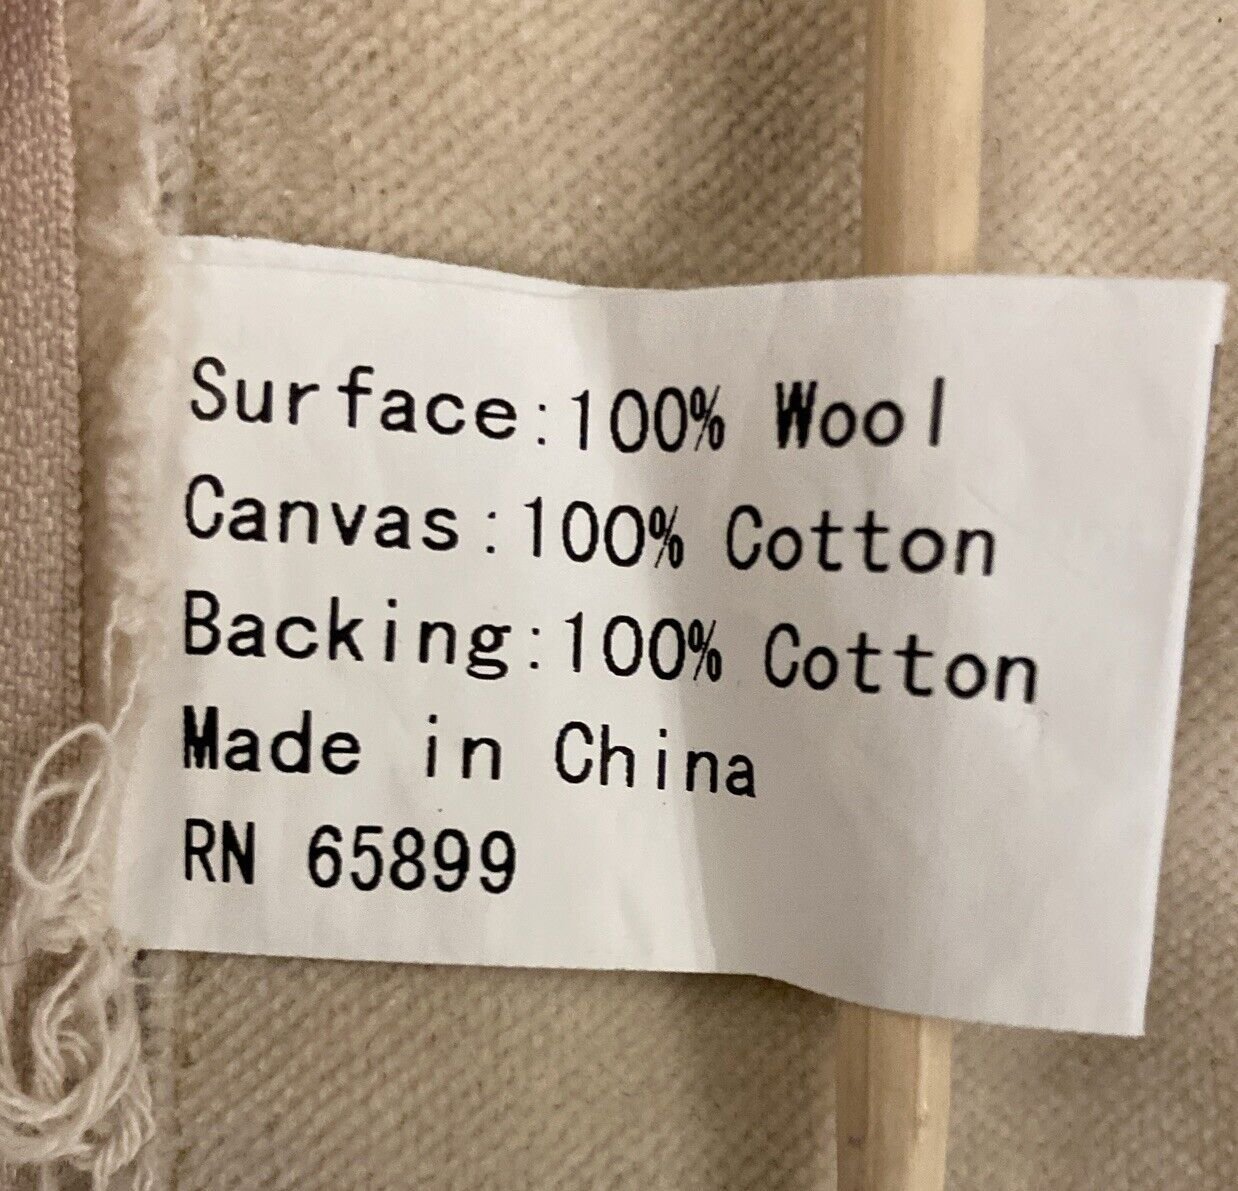 Surface:100% Wool
Canvas:100% Cotton
Backing:100% Cotton
Made in China
RN 65899